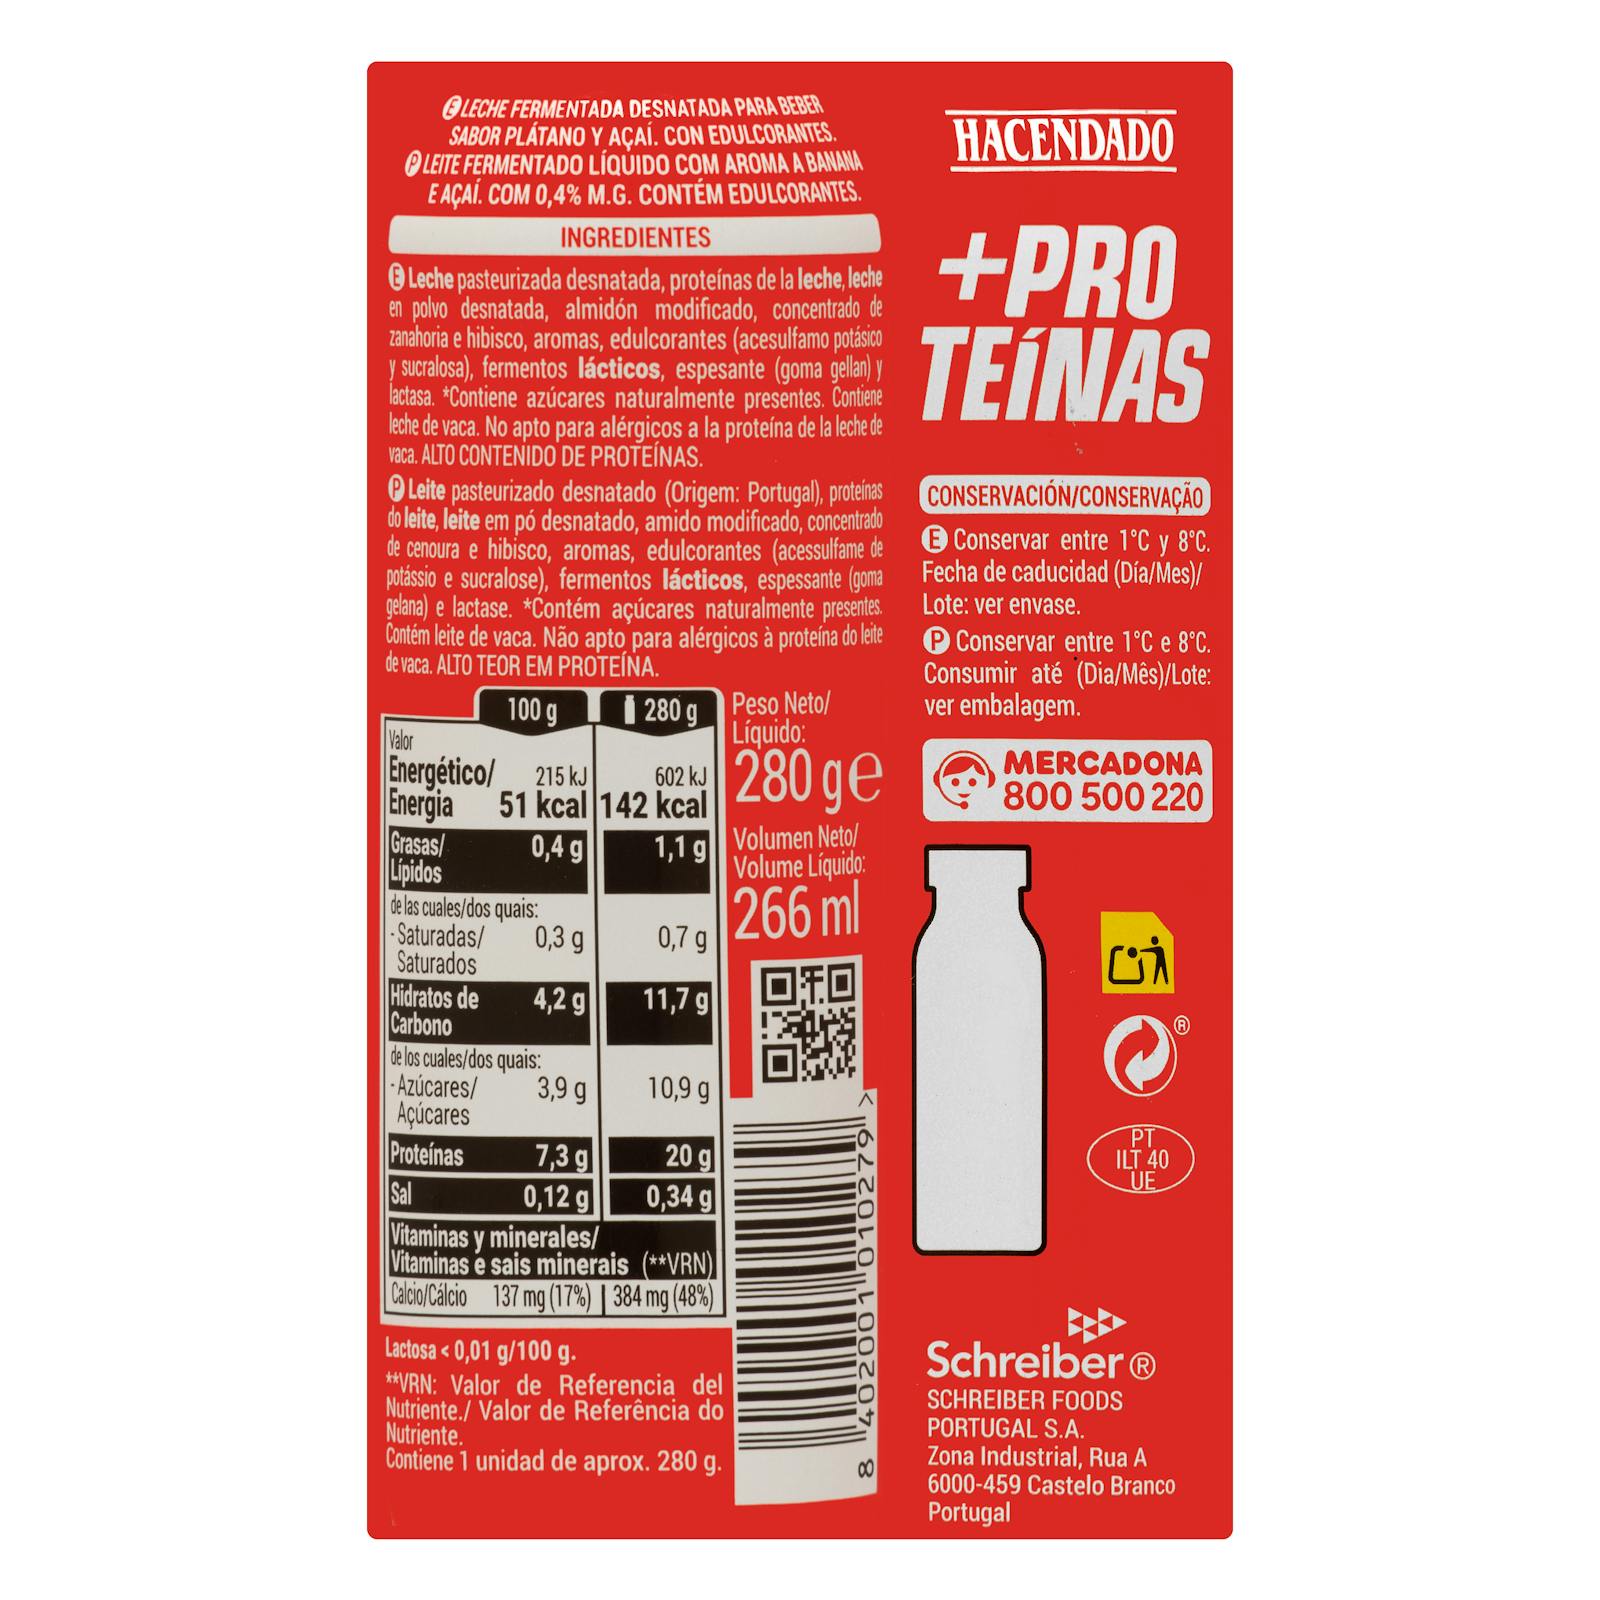 E LECHE FERMENTADA DESNATADA PARA BEBER
SABOR PLÁTANO Y AÇAÍ. CON EDULCORANTES.
P LEITE FERMENTADO LÍQUIDO COM AROMA A BANANA
E AÇAÍ. COM 0,4% M.G. CONTÉM EDULCORANTES.
INGREDIENTES
E Leche pasteurizada desnatada, proteínas de la leche, leche
en polvo desnatada, almidón modificado, concentrado de
zanahoria e hibisco, aromas, edulcorantes (acesulfamo potásico
y sucralosa), fermentos lácticos, espesante (goma gellan) y
lactasa. *Contiene azúcares naturalmente presentes. Contiene
leche de vaca. No apto para alérgicos a la proteína de la leche de
vaca. ALTO CONTENIDO DE PROTEÍNAS.
P Leite pasteurizado desnatado (Origem: Portugal), proteínas
do leite, leite em pó desnatado, amido modificado, concentrado
de cenoura e hibisco, aromas, edulcorantes (acessulfame de
potássio e sucralose), fermentos lácticos, espessante (goma
gelana) e lactase. *Contém açúcares naturalmente presentes.
Contém leite de vaca. Não apto para alérgicos à proteína do leite
de vaca. ALTO TEOR EM PROTEÍNA.
100 g 280 g
Valor
Energético/ 215 kJ 602 kJ
Energia 51 kcal 142 kcal
Grasas/ 0,4 g 1,1 g
Lípidos
de las cuales/dos quais:
- Saturadas/ 0,3 g 0,7 g
Saturados
Hidratos de 4,2 g 11,7 g
Carbono
de los cuales/dos quais:
- Azúcares/ 3,9 g 10,9 g
Açúcares
Proteínas 7,3 g 20 g
Sal 0,12 g 0,34 g
Vitaminas y minerales/
Vitaminas e sais minerais (**VRN)
Calcio/Cálcio 137 mg (17%) 384 mg (48%)
Lactosa < 0,01 g/100 g.
**VRN: Valor de Referencia del
Nutriente./ Valor de Referência do
Nutriente.
Contiene 1 unidad de aprox. 280 g.
Peso Neto/
Líquido:
280 g e
Volumen Neto/
Volume Líquido:
266 ml
8 402001 010279 >
HACENDADO
+PRO
TEÍNAS
CONSERVACIÓN/CONSERVAÇÃO
E Conservar entre 1°C y 8°C.
Fecha de caducidad (Día/Mes)/
Lote: ver envase.
P Conservar entre 1°C e 8°C.
Consumir até (Dia/Mês)/Lote:
ver embalagem.
MERCADONA
800 500 220
®
PT
ILT 40
UE
Schreiber ®
SCHREIBER FOODS
PORTUGAL S.A.
Zona Industrial, Rua A
6000-459 Castelo Branco
Portugal